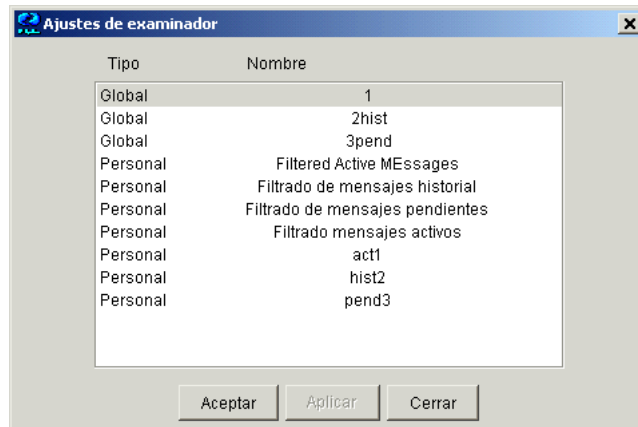 Ajustes de examinador
Tipo Nombre
Global 1
Global 2hist
Global 3pend
Personal Filtered Active MEssages
Personal Filtrado de mensajes historial
Personal Filtrado de mensajes pendientes
Personal Filtrado mensajes activos
Personal act1
Personal hist2
Personal pend3
Aceptar Aplicar Cerrar